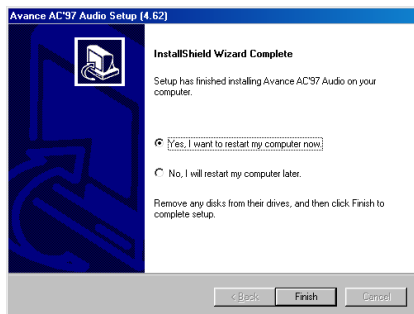 Avance AC'97 Audio Setup (4.62)
InstallShield Wizard Complete
Setup has finished installing Avance AC'97 Audio on your
computer.
Yes, I want to restart my computer now.
No, I will restart my computer later.
Remove any disks from their drives, and then click Finish to
complete setup.
< Back Finish Cancel